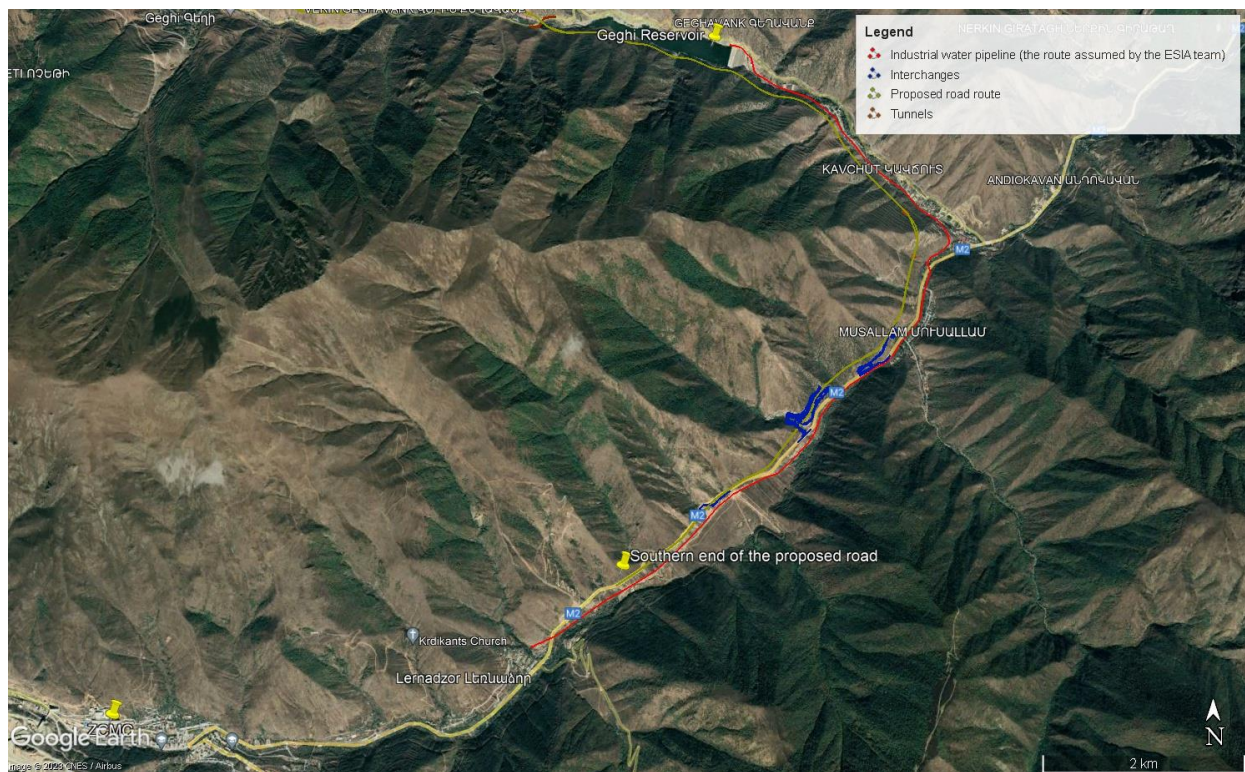 Geghi Գեղի
GEGHAVANK ԳԵՂԱՎԱՆՔ
Geghi Reservoir
Legend
Industrial water pipeline (the route assumed by the ESIA team)
Interchanges
Proposed road route
Tunnels
KAVCHUT ԿԱՎՃՈՒՏ
ANDIOKAVAN ԱՆԴՈԿԱՎԱՆ
M2
MUSALLAM ՄՈՒՍԱԼԼԱՄ
M2
M2
Southern end of the proposed road
M2
Krdikants Church
Lernadzor Լեռնաձոր
ZCMC
Google Earth
Image © 2023 CNES / Airbus
N
2 km